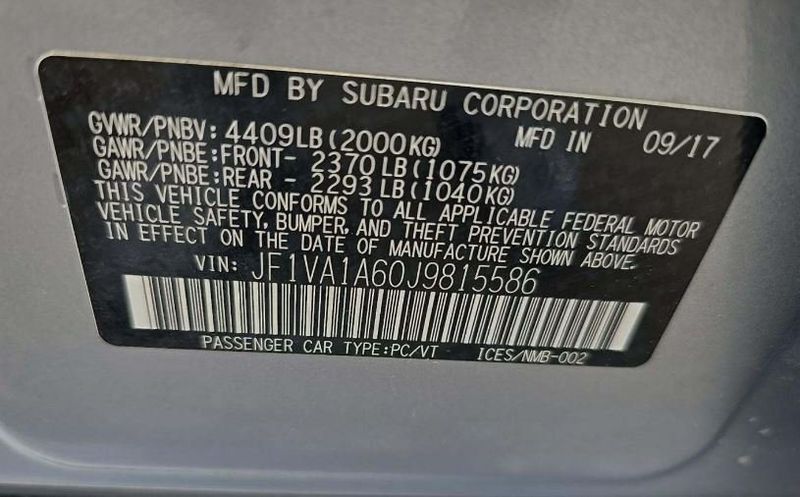 MFD BY SUBARU CORPORATION
GVWR/PNBV: 4409LB(2000KG) MFD IN 09/17
GAWR/PNBE:FRONT- 2370LB(1075KG)
GAWR/PNBE:REAR - 2293LB(1040KG)
THIS VEHICLE CONFORMS TO ALL APPLICABLE FEDERAL MOTOR
VEHICLE SAFETY, BUMPER, AND THEFT PREVENTION STANDARDS
IN EFFECT ON THE DATE OF MANUFACTURE SHOWN ABOVE.
VIN: JF1VA1A60J9815586
PASSENGER CAR TYPE:PC/VT ICES/NMB-002